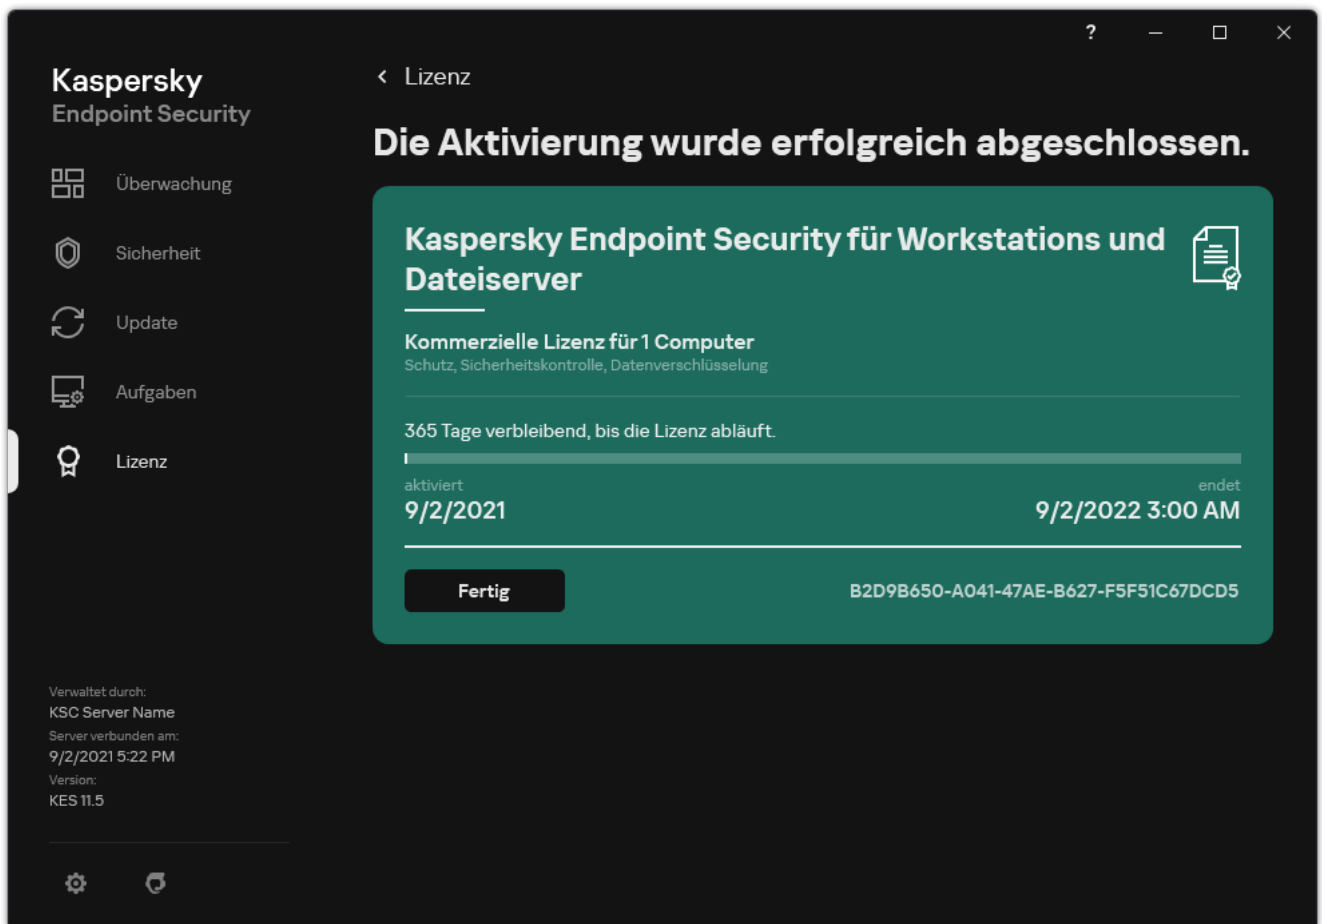 ?
Kaspersky
Endpoint Security
Überwachung
Sicherheit
Update
Aufgaben
Lizenz
Verwaltet durch:
KSC Server Name
Server verbunden am:
9/2/2021 5:22 PM
Version:
KES 11.5
Lizenz
Die Aktivierung wurde erfolgreich abgeschlossen.
Kaspersky Endpoint Security für Workstations und
Dateiserver
Kommerzielle Lizenz für 1 Computer
Schutz, Sicherheitskontrolle, Datenverschlüsselung
365 Tage verbleibend, bis die Lizenz abläuft.
aktiviert endet
9/2/2021 9/2/2022 3:00 AM
Fertig B2D9B650-A041-47AE-B627-F5F51C67DCD5